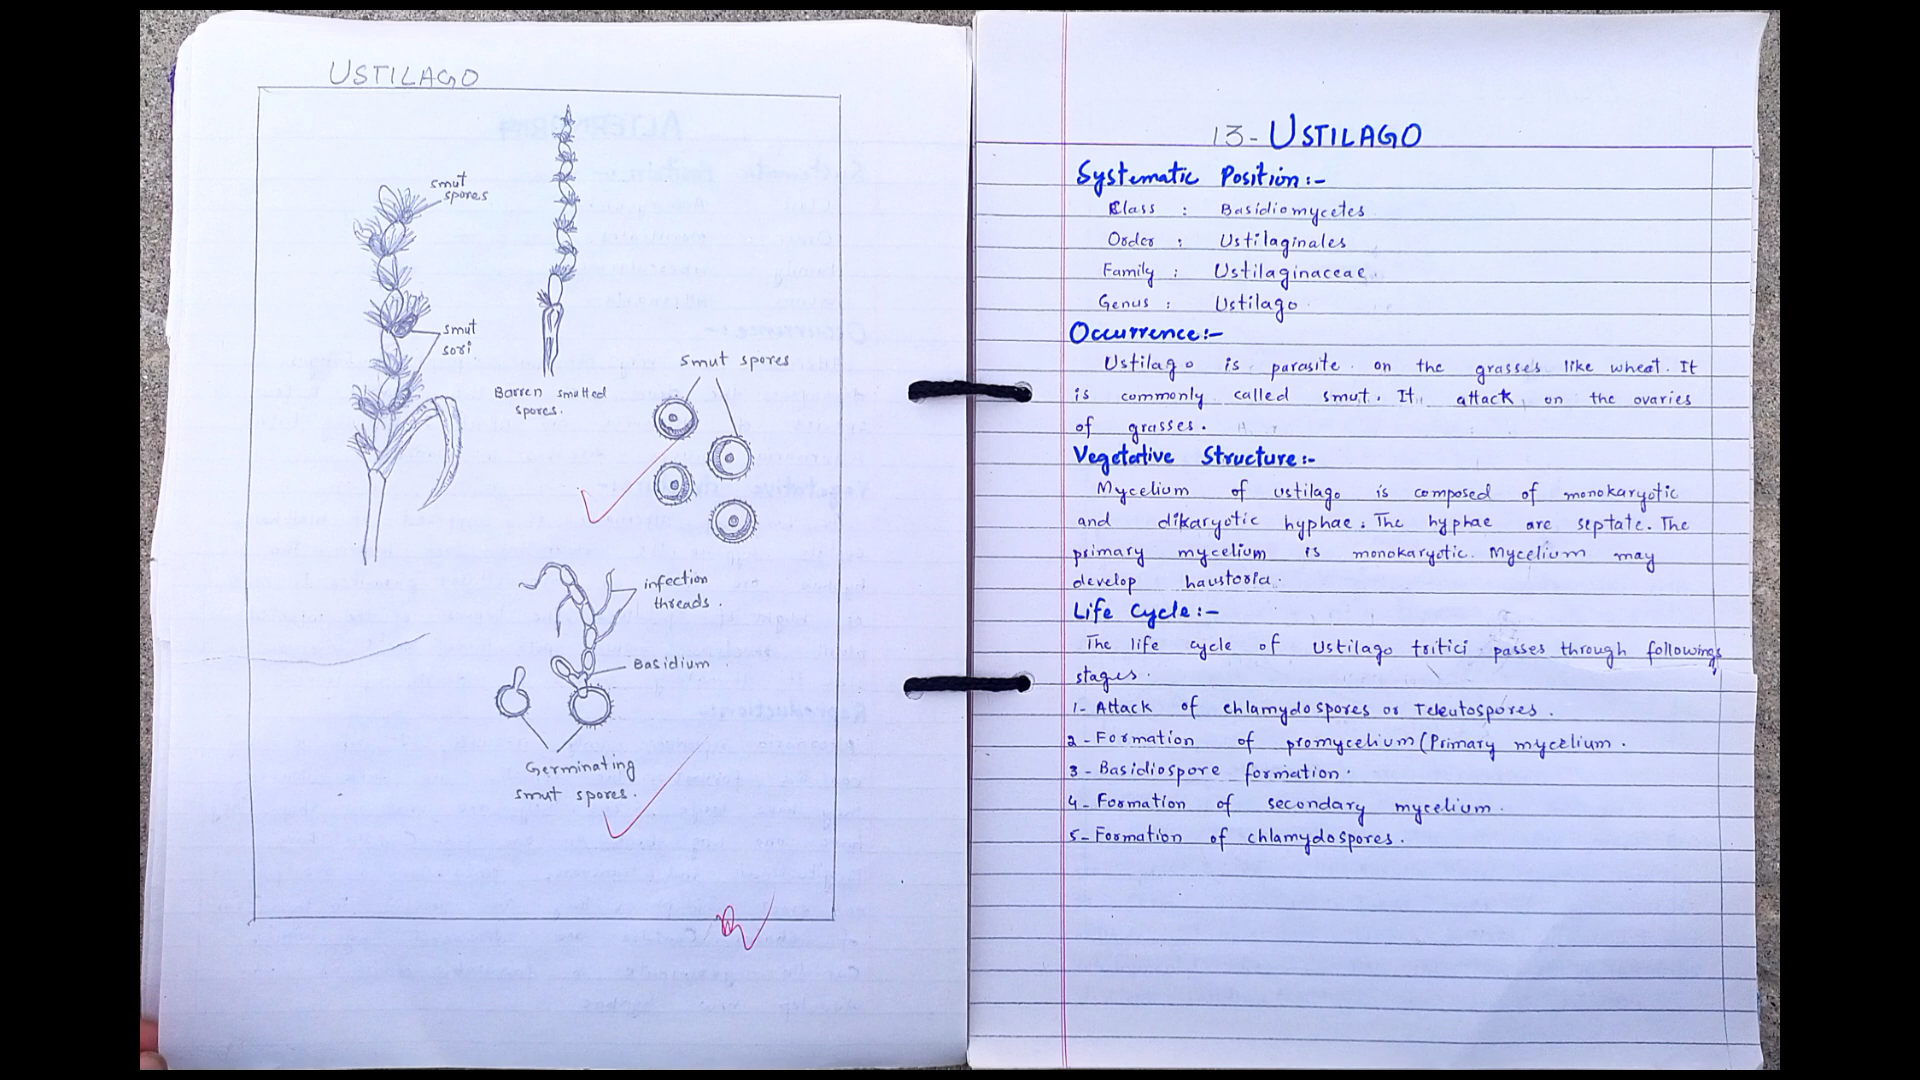 USTILAGO
smut
spores
smut
sori
Barren smutted
spores.
Smut spores
infection
threads.
Basidium
Germinating
smut spores.
13- USTILAGO
Systematic Position:-
Class : Basidiomycetes
Order : Ustilaginales
Family : Ustilaginaceae
Genus : Ustilago
Occurrence:-
Ustilago is parasite on the grasses like wheat. It
is commonly called smut. It attack on the ovaries
of grasses.
Vegetative Structure:-
Mycelium of ustilago is composed of monokaryotic
and dikaryotic hyphae. The hyphae are septate. The
primary mycelium is monokaryotic. Mycelium may
develop haustoria.
Life Cycle:-
The life cycle of Ustilago tritici passes through followings
stages.
1- Attack of chlamydospores or Teleutospores.
2- Formation of promycelium (Primary mycelium.
3- Basidiospore formation.
4- Formation of secondary mycelium.
5- Formation of chlamydospores.